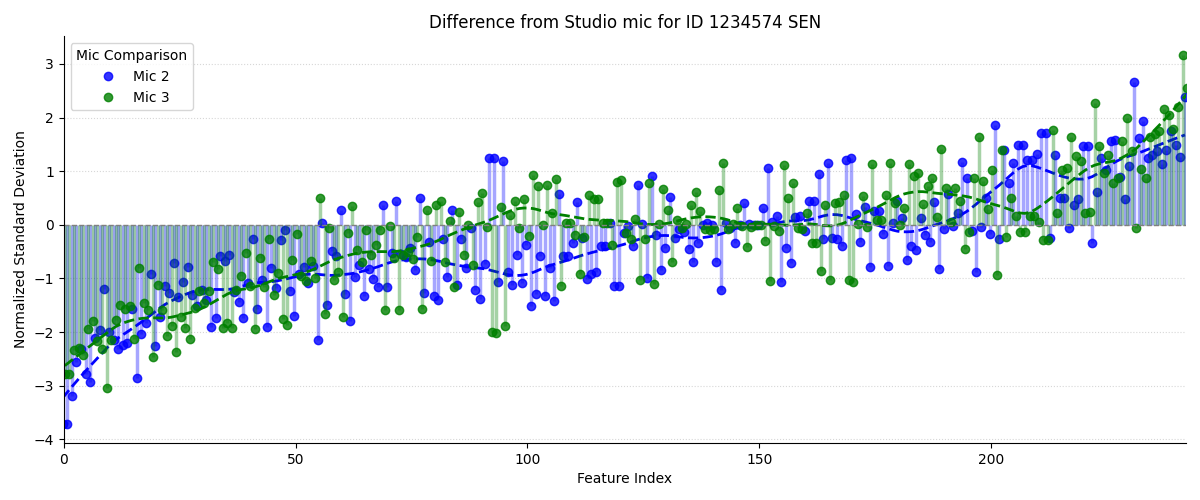 Difference from Studio mic for ID 1234574 SEN
Mic Comparison
Mic 2
Mic 3
Normalized Standard Deviation
3
2
1
0
−1
−2
−3
−4
0
50
100
150
200
Feature Index